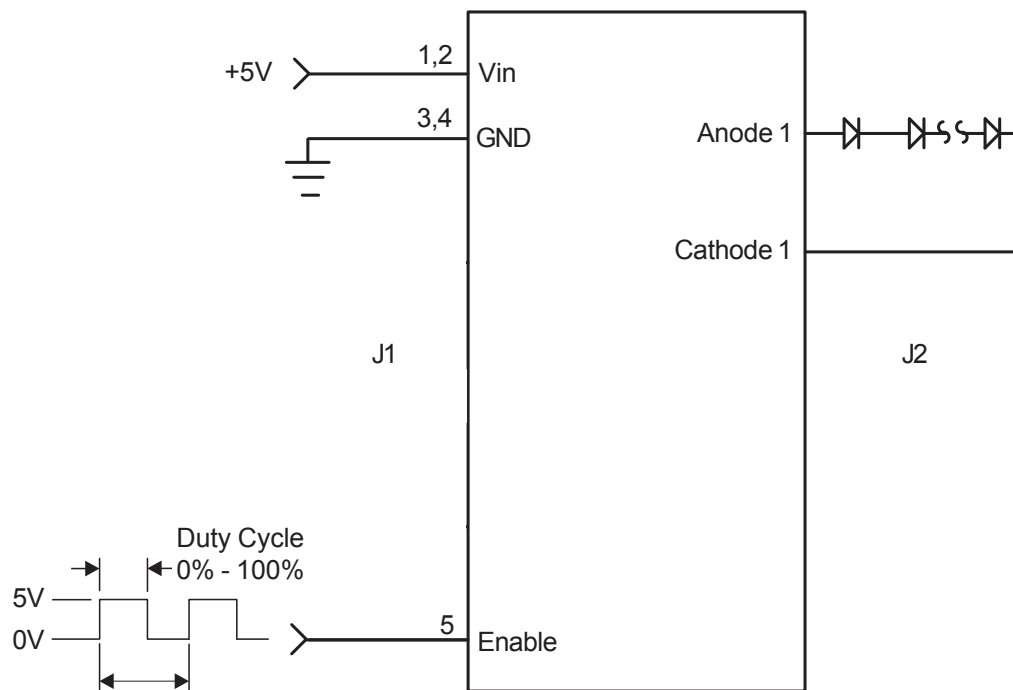 1,2
+5V
Vin
3,4
GND
Anode 1
Cathode 1
J1
J2
Duty Cycle
0% - 100%
5V
0V
5
Enable